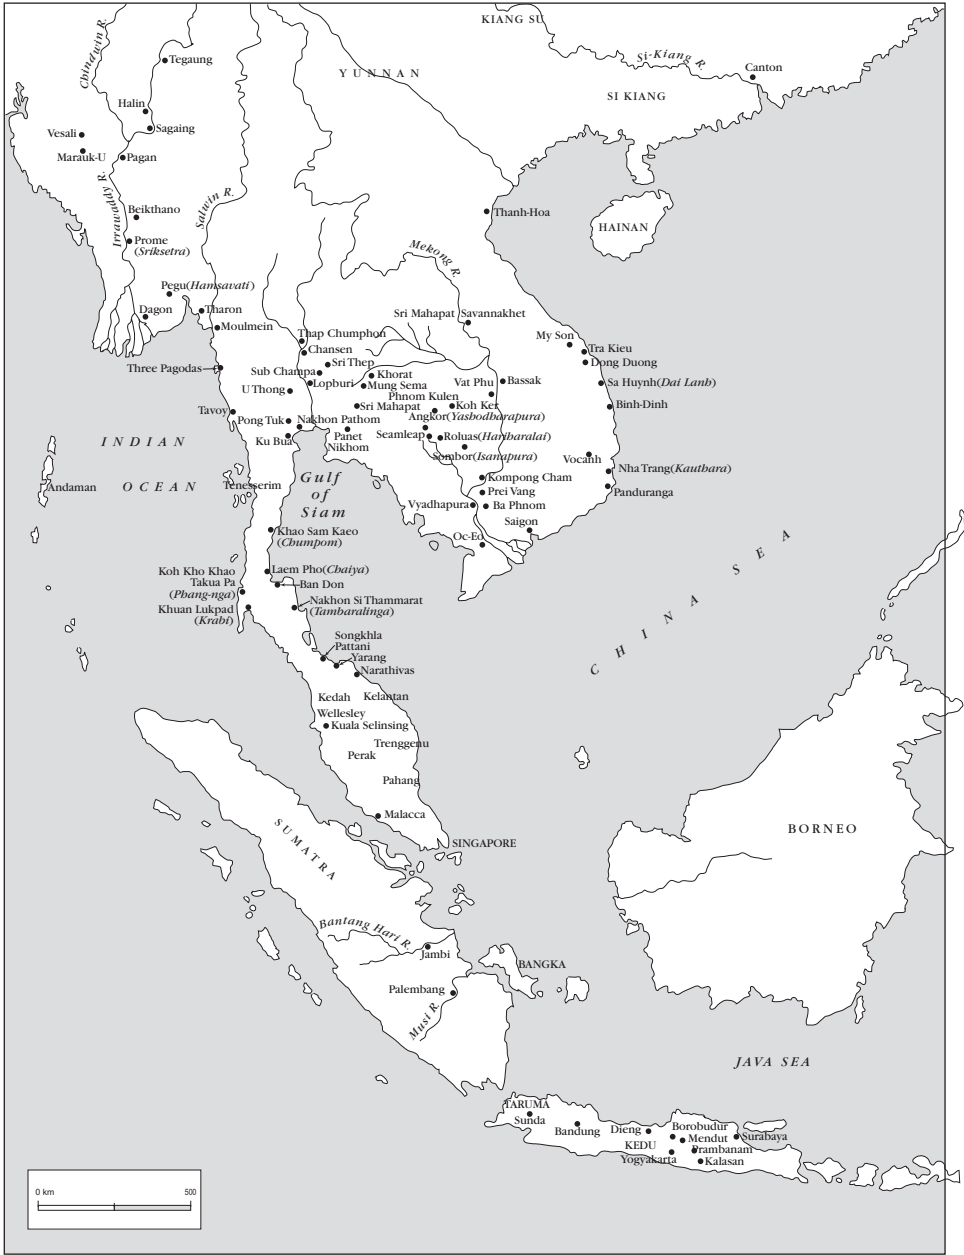 KIANG SU
Chindwin R.
Tegaung
YUNNAN
Si-Kiang R.
Canton
SI KIANG
Halin
Sagaing
Vesali
Marauk-U
Pagan
Irrawaddy R.
Salwin R.
Beikthano
Thanh-Hoa
HAINAN
Prome
(Sriksetra)
Mekong R.
Pegu(Hamsavati)
Dagon
Tharon
Moulmein
Sri Mahapat
Savannakhet
My Son
Tra Kieu
Dong Duong
Thap Chumphon
Chansen
Sri Thep
Three Pagodas
Sub Champa
Khorat
Lopburi
Mung Sema
Vat Phu
Bassak
Sa Huynh(Dai Lanh)
U Thong
Phnom Kulen
Tavoy
Sri Mahapat
Koh Ker
Binh-Dinh
Pong Tuk
Nakhon Pathom
Angkor(Yashodharapura)
Ku Bua
Panet
Nikhom
Seamleap
Roluas(Hariharalai)
Sombor(Isanapura)
INDIAN
OCEAN
Vocanh
Nha Trang(Kauthara)
Andaman
Tenesserim
Gulf
of
Siam
Kompong Cham
Prei Vang
Panduranga
Vyadhapura
Ba Phnom
Saigon
Khao Sam Kaeo
(Chumpom)
Oc-Eo
CHINA SEA
Koh Kho Khao
Takua Pa
(Phang-nga)
Laem Pho(Chaiya)
Ban Don
Khuan Lukpad
(Krabi)
Nakhon Si Thammarat
(Tambaralinga)
Songkhla
Pattani
Yarang
Narathivas
Kedah
Kelantan
Wellesley
Kuala Selinsing
Trenggenu
Perak
Pahang
Malacca
SINGAPORE
SUMATRA
BORNEO
Bantang Hari R.
Jambi
BANGKA
Palembang
Musi R.
JAVA SEA
TARUMA
Sunda
Bandung
Dieng
Borobudur
Mendut
Surabaya
KEDU
Prambanam
Yogyakarta
Kalasan
0 km
500